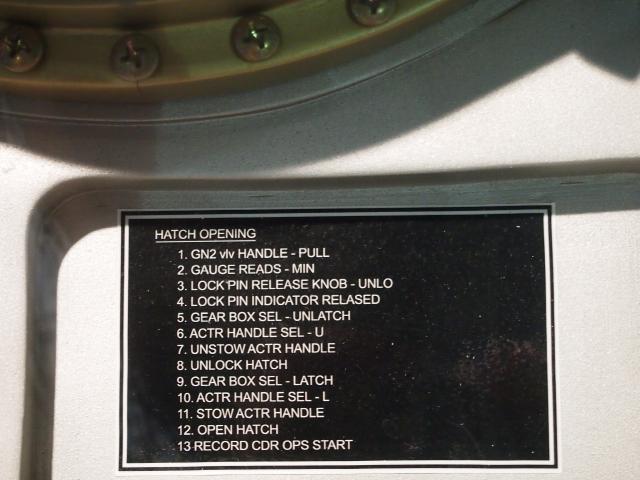 HATCH OPENING
1. GN2 vlv HANDLE - PULL
2. GAUGE READS - MIN
3. LOCK PIN RELEASE KNOB - UNLO
4. LOCK PIN INDICATOR RELASED
5. GEAR BOX SEL - UNLATCH
6. ACTR HANDLE SEL - U
7. UNSTOW ACTR HANDLE
8. UNLOCK HATCH
9. GEAR BOX SEL - LATCH
10. ACTR HANDLE SEL - L
11. STOW ACTR HANDLE
12. OPEN HATCH
13 RECORD CDR OPS START